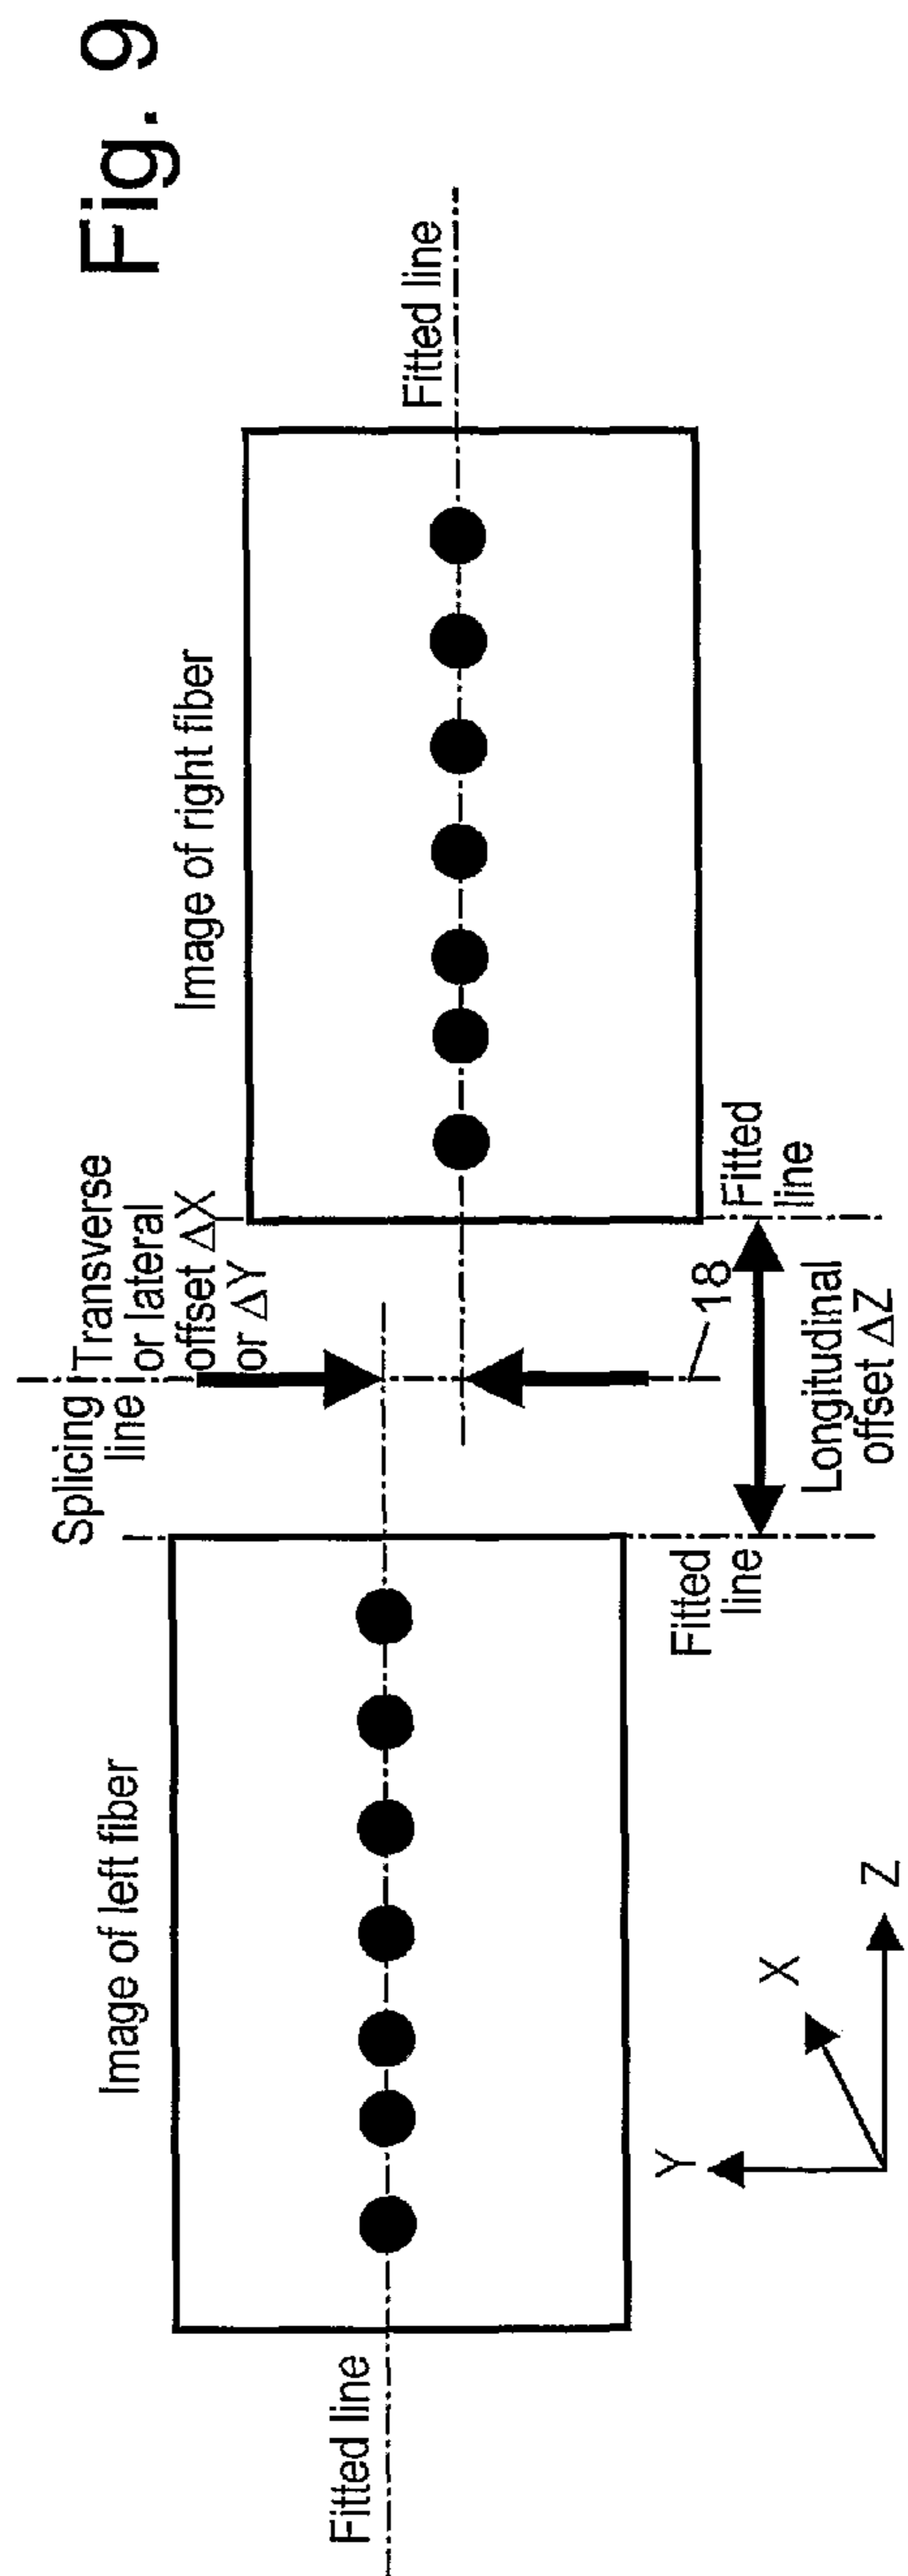 Fig. 9
Splicing
line
Transverse
or lateral
offset ΔX
or ΔY
Image of left fiber
Image of right fiber
Fitted line
Fitted line
18
Fitted
line
Fitted
line
Longitudinal
offset ΔZ
Y
X
Z